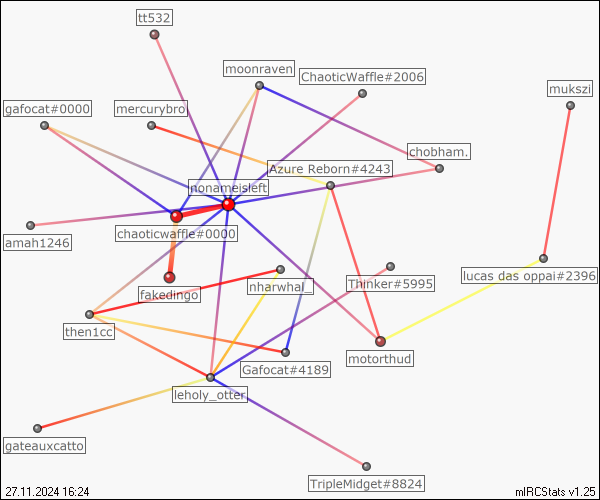 tt532
moonraven
ChaoticWaffle#2006
mukszi
gafocat#0000
mercurybro
chobham.
Azure Reborn#4243
nonameisleft
chaoticwaffle#0000
amah1246
lucas das oppai#2396
Thinker#5995
nharwhal_
fakedingo
then1cc
motorthud
Gafocat#4189
leholy_otter
gateauxcatto
TripleMidget#8824
27.11.2024 16:24
mIRCStats v1.25